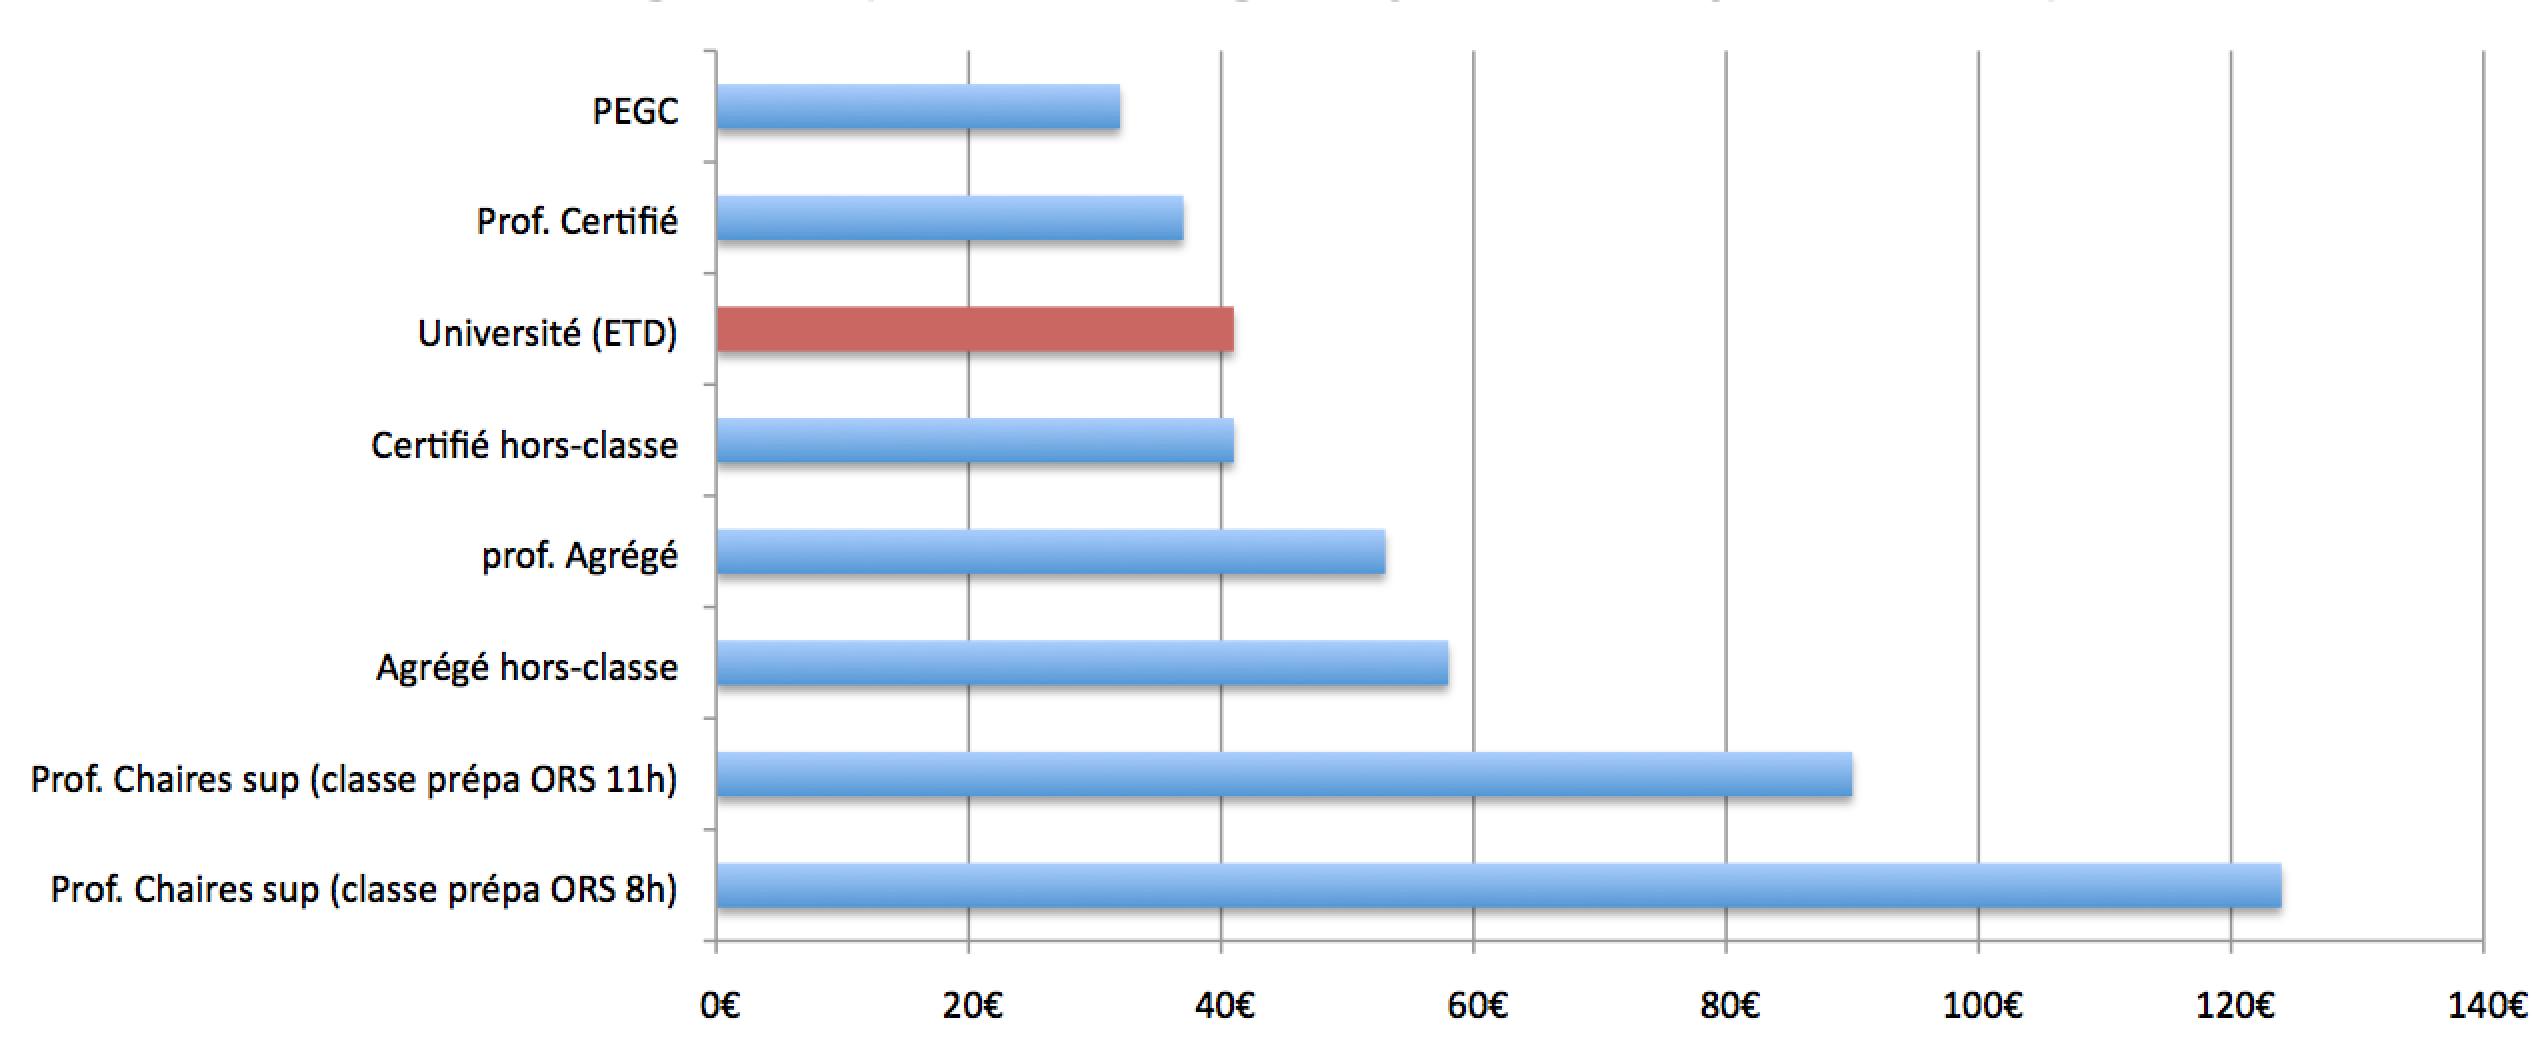 PEGC
Prof. Certifié
Université (ETD)
Certifié hors-classe
prof. Agrégé
Agrégé hors-classe
Prof. Chaires sup (classe prépa ORS 11h)
Prof. Chaires sup (classe prépa ORS 8h)
0€ 20€ 40€ 60€ 80€ 100€ 120€ 140€